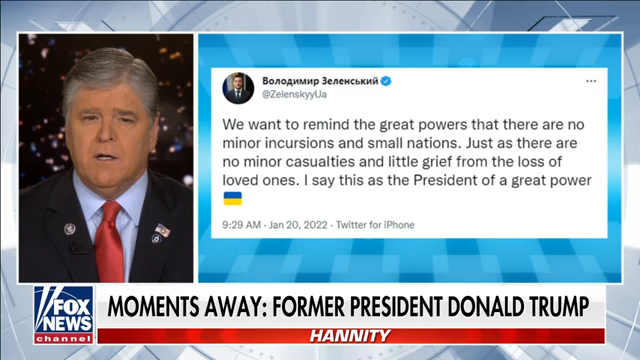 Володимир Зеленський
@ZelenskyyUa
We want to remind the great powers that there are no
minor incursions and small nations. Just as there are
no minor casualties and little grief from the loss of
loved ones. I say this as the President of a great power
9:29 AM · Jan 20, 2022 · Twitter for iPhone
FOX
NEWS
channel
MOMENTS AWAY: FORMER PRESIDENT DONALD TRUMP
HANNITY